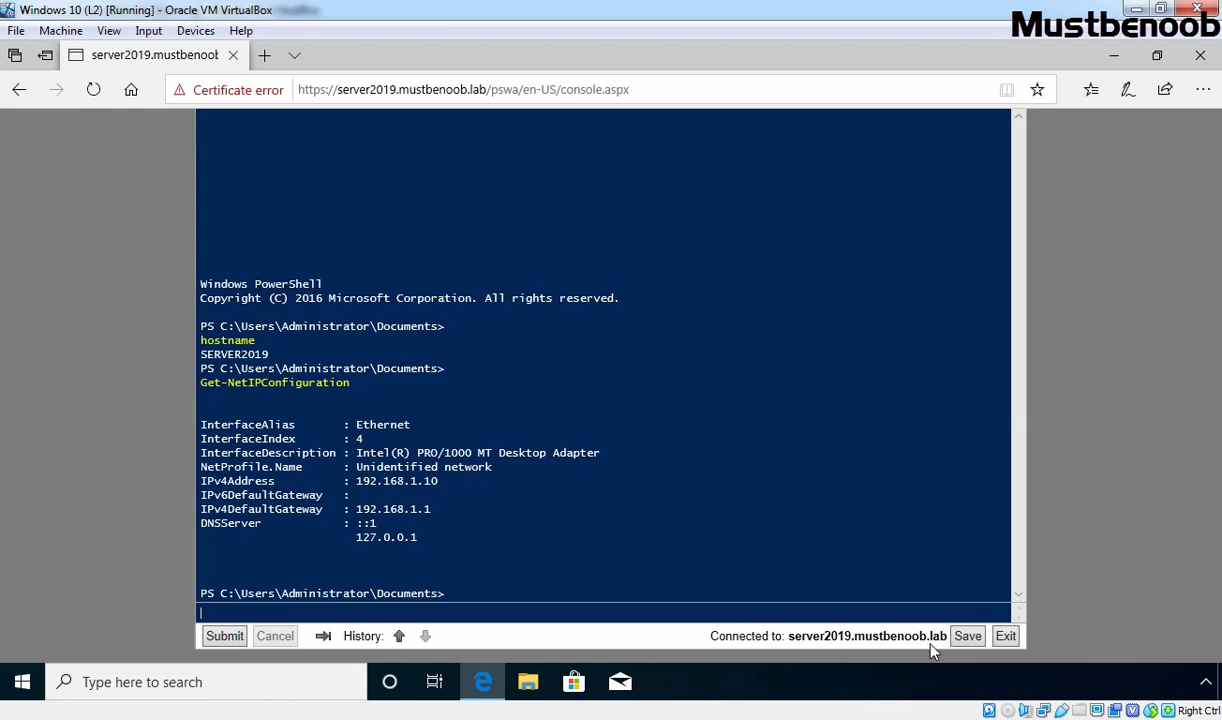 Windows 10 (L2) [Running] - Oracle VM VirtualBox
Mustbenoob
File Machine View Input Devices Help
server2019.mustbenoob
Certificate error https://server2019.mustbenoob.lab/pswa/en-US/console.aspx
Windows PowerShell
Copyright (C) 2016 Microsoft Corporation. All rights reserved.
PS C:\Users\Administrator\Documents>
hostname
SERVER2019
PS C:\Users\Administrator\Documents>
Get-NetIPConfiguration
InterfaceAlias : Ethernet
InterfaceIndex : 4
InterfaceDescription : Intel(R) PRO/1000 MT Desktop Adapter
NetProfile.Name : Unidentified network
IPv4Address : 192.168.1.10
IPv6DefaultGateway :
IPv4DefaultGateway : 192.168.1.1
DNSServer : ::1
127.0.0.1
PS C:\Users\Administrator\Documents>
Submit Cancel History: Connected to: server2019.mustbenoob.lab Save Exit
Type here to search
Right Ctrl